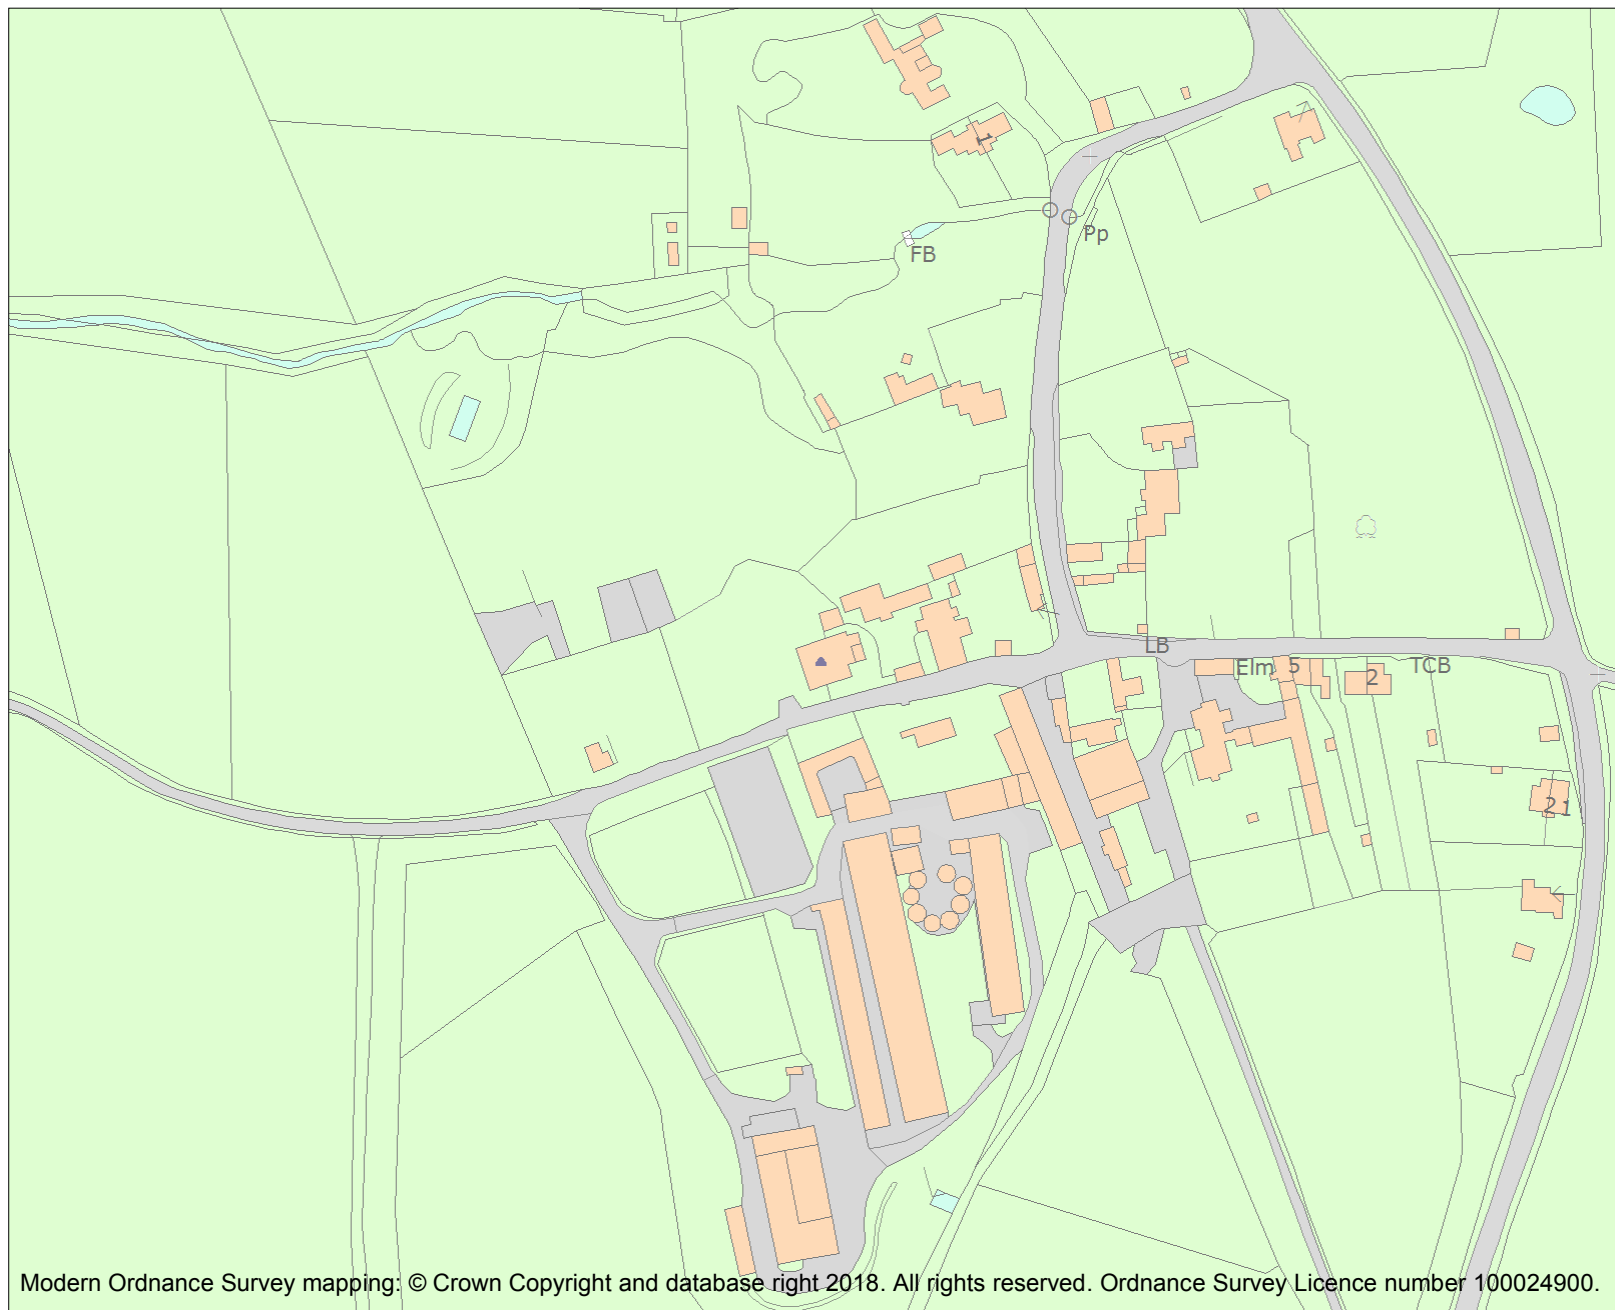 1
Pp
FB
LB
Elm
5
2
TCB
2
1
Modern Ordnance Survey mapping: © Crown Copyright and database right 2018. All rights reserved. Ordnance Survey Licence number 100024900.